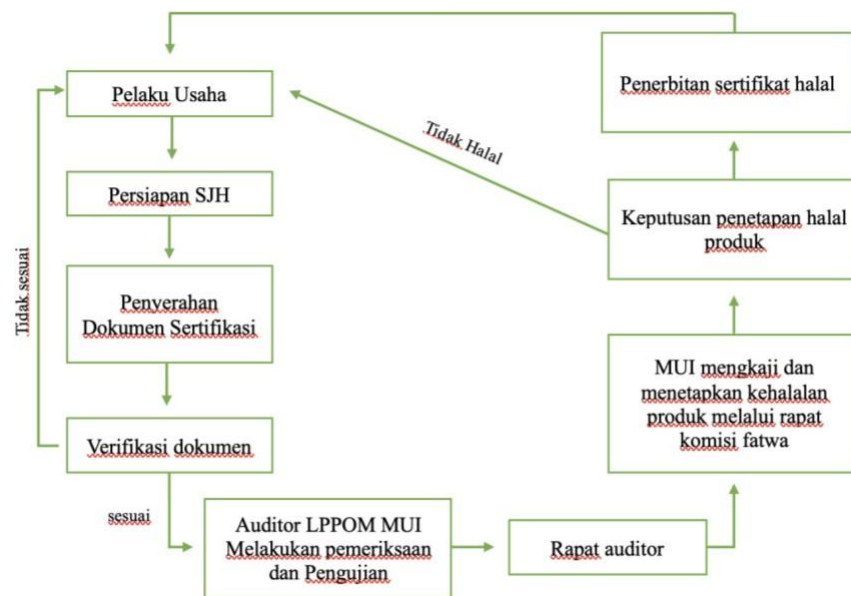 Pelaku Usaha
Persiapan SJH
Penyerahan
Dokumen Sertifikasi
Verifikasi dokumen
Tidak sesuai
sesuai
Auditor LPPOM MUI
Melakukan pemeriksaan
dan Pengujian
Rapat auditor
MUI mengkaji dan
menetapkan kehalalan
produk melalui rapat
komisi fatwa
Keputusan penetapan halal
produk
Tidak Halal
Penerbitan sertifikat halal